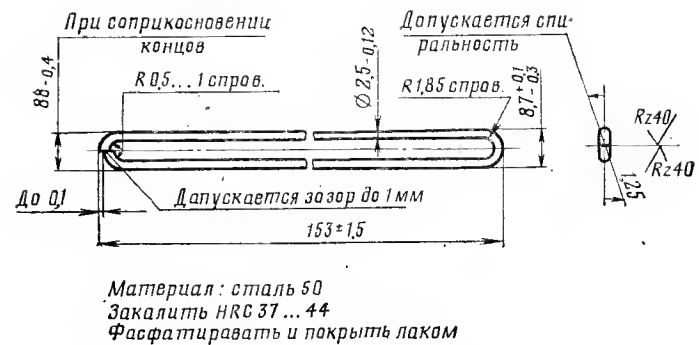 При соприкосновении
концов
Допускается спи-
ральность
88-0,4
R 0,5...1 справ.
Ø 2,5-0,12
R 1,85 справ.
8,7 +0,1 -0,3
Rz40
Rz40
1,25
До 0,1
Дапускается зазор до 1 мм
153±1,5
Материал: сталь 50
Закалить HRC 37 ... 44
Фасфатиравать и покрыть лаком